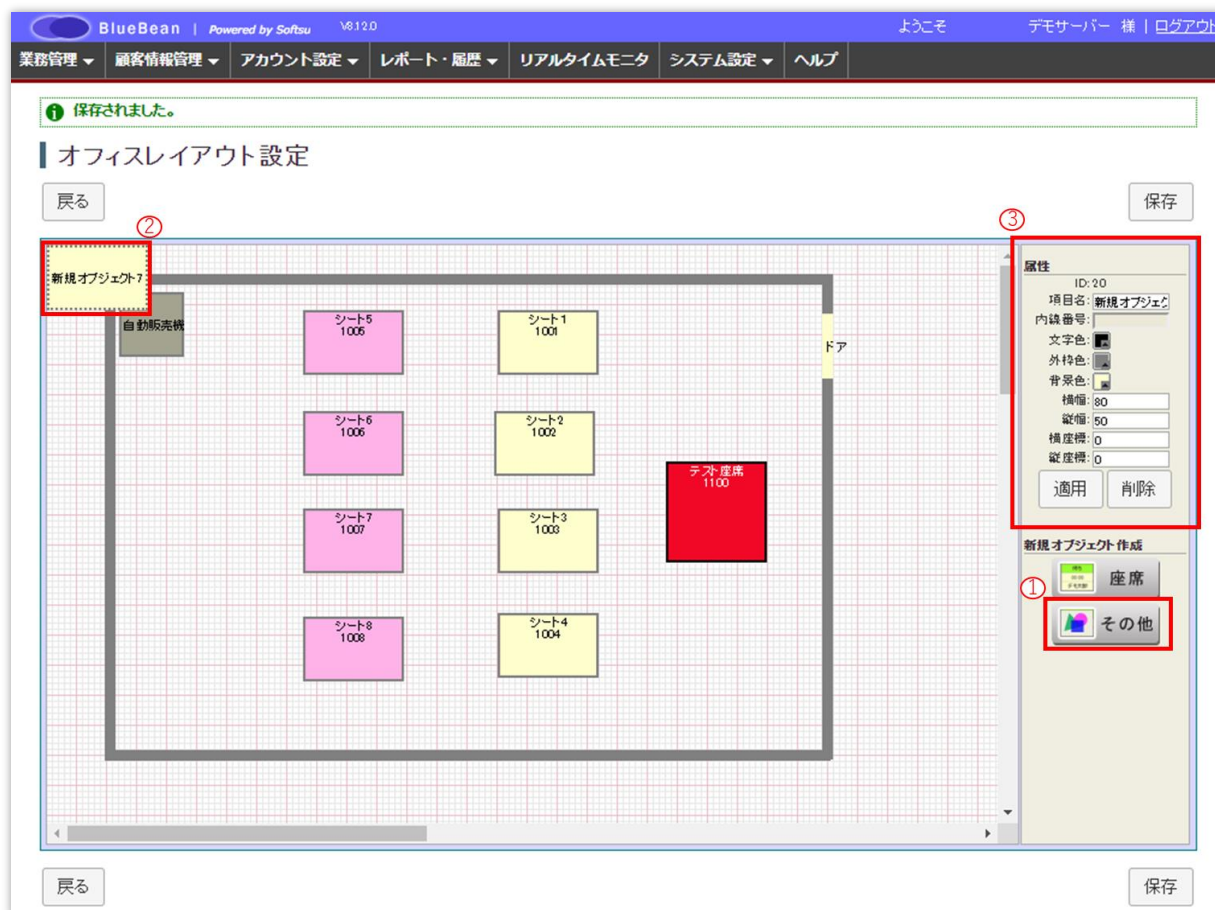 BlueBean | Powered by Softsu V8.12.0 ようこそ デモサーバー 様 | ログアウト
業務管理 ▼ 顧客情報管理 ▼ アカウント設定 ▼ レポート・履歴 ▼ リアルタイムモニタ システム設定 ▼ ヘルプ
保存されました。
オフィスレイアウト設定
戻る 保存
②
③
新規オブジェクト7
自動販売機
シート5
1005
シート1
1001
ドア
シート6
1006
シート2
1002
テスト座席
1100
シート7
1007
シート3
1003
シート8
1008
シート4
1004
属性
ID: 20
項目名: 新規オブジェク
内線番号:
文字色:
外枠色:
背景色:
横幅: 80
縦幅: 50
横座標: 0
縦座標: 0
適用 削除
新規オブジェクト作成
座席
①
その他
戻る 保存